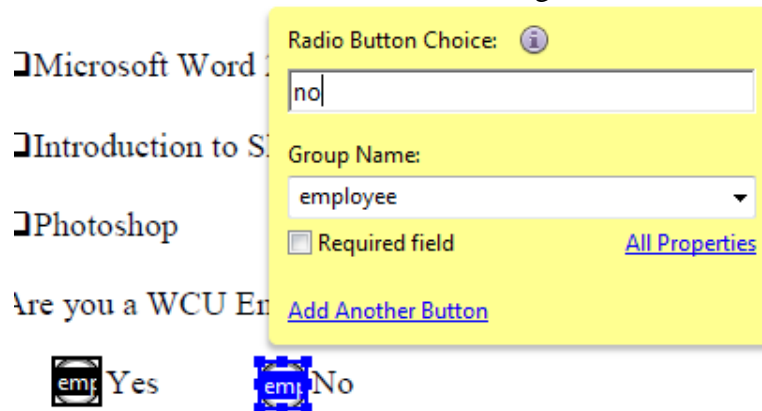 Radio Button Choice:
Microsoft Word
no
Introduction to
Group Name:
employee
Photoshop
Required field All Properties
Are you a WCU
Add Another Button
emp Yes emp No